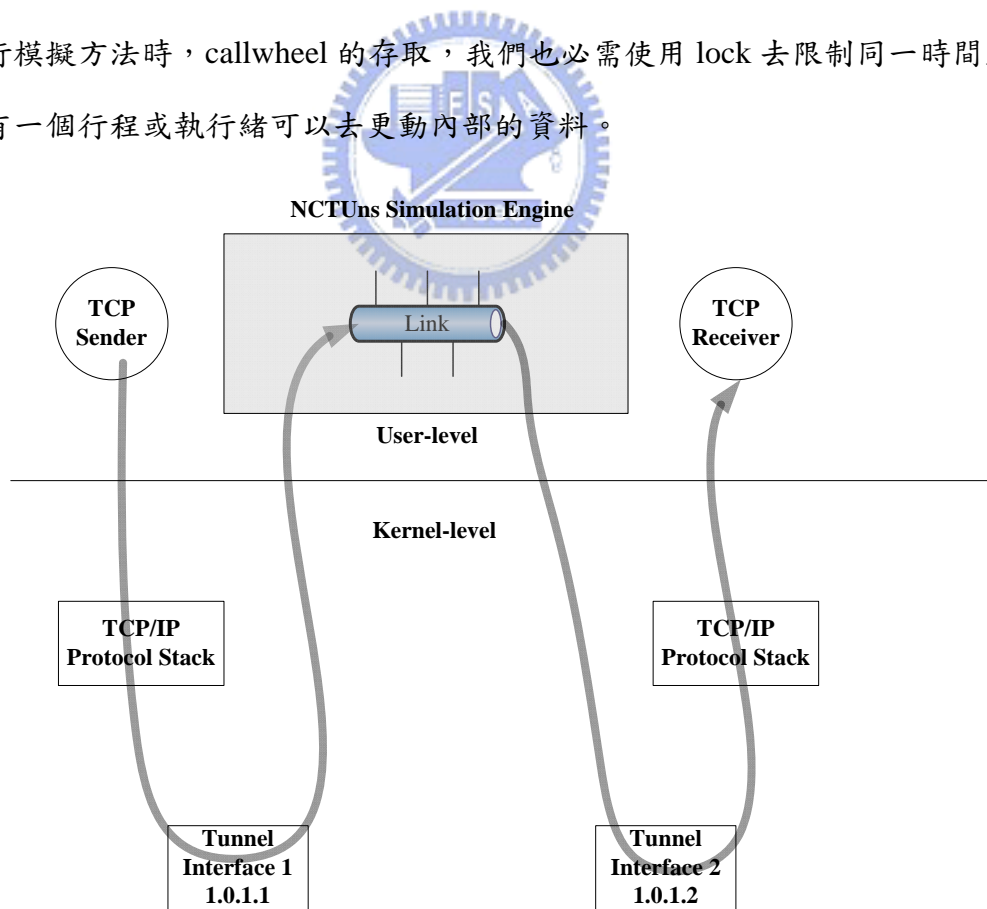 行模擬方法時，callwheel 的存取，我們也必需使用 lock 去限制同一時間
有一個行程或執行緒可以去更動內部的資料。
E S A
NCTUns Simulation Engine
TCP
Sender
Link
TCP
Receiver
User-level
Kernel-level
TCP/IP
Protocol Stack
TCP/IP
Protocol Stack
Tunnel
Interface 1
1.0.1.1
Tunnel
Interface 2
1.0.1.2